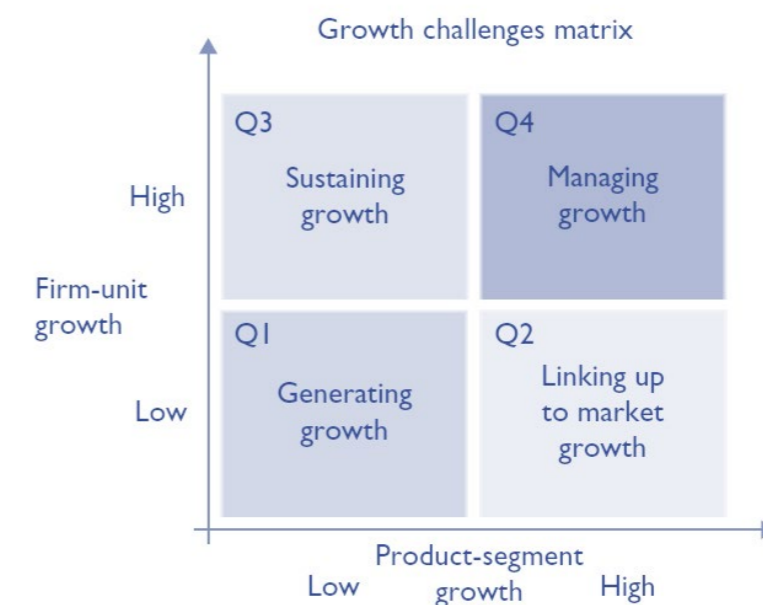 Growth challenges matrix
Q3
Sustaining
growth
Q4
Managing
growth
High
Firm-unit
growth
Q1
Generating
growth
Q2
Linking up
to market
growth
Low
Product-segment
growth
Low
High